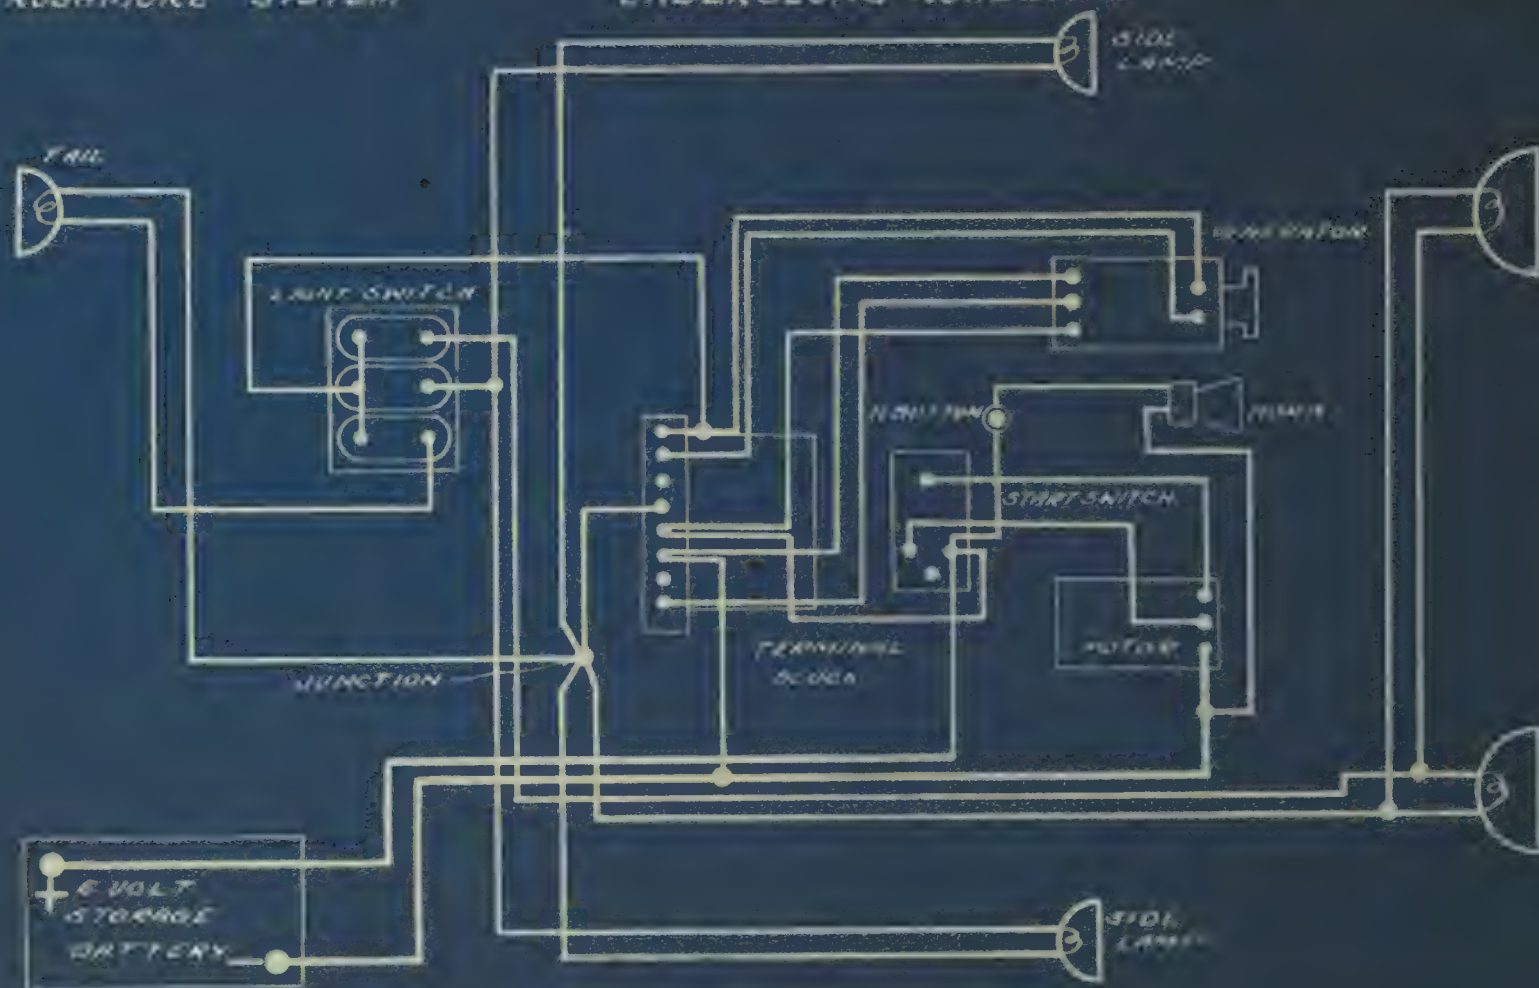 SYSTEM
SIDE
LAMP
TAIL
GENERATOR
LIGHT SWITCH
HORN
START SWITCH
TERMINAL
BLOCK
MOTOR
JUNCTION
+ 6 VOLT
STORAGE
BATTERY –
SIDE
LAMP